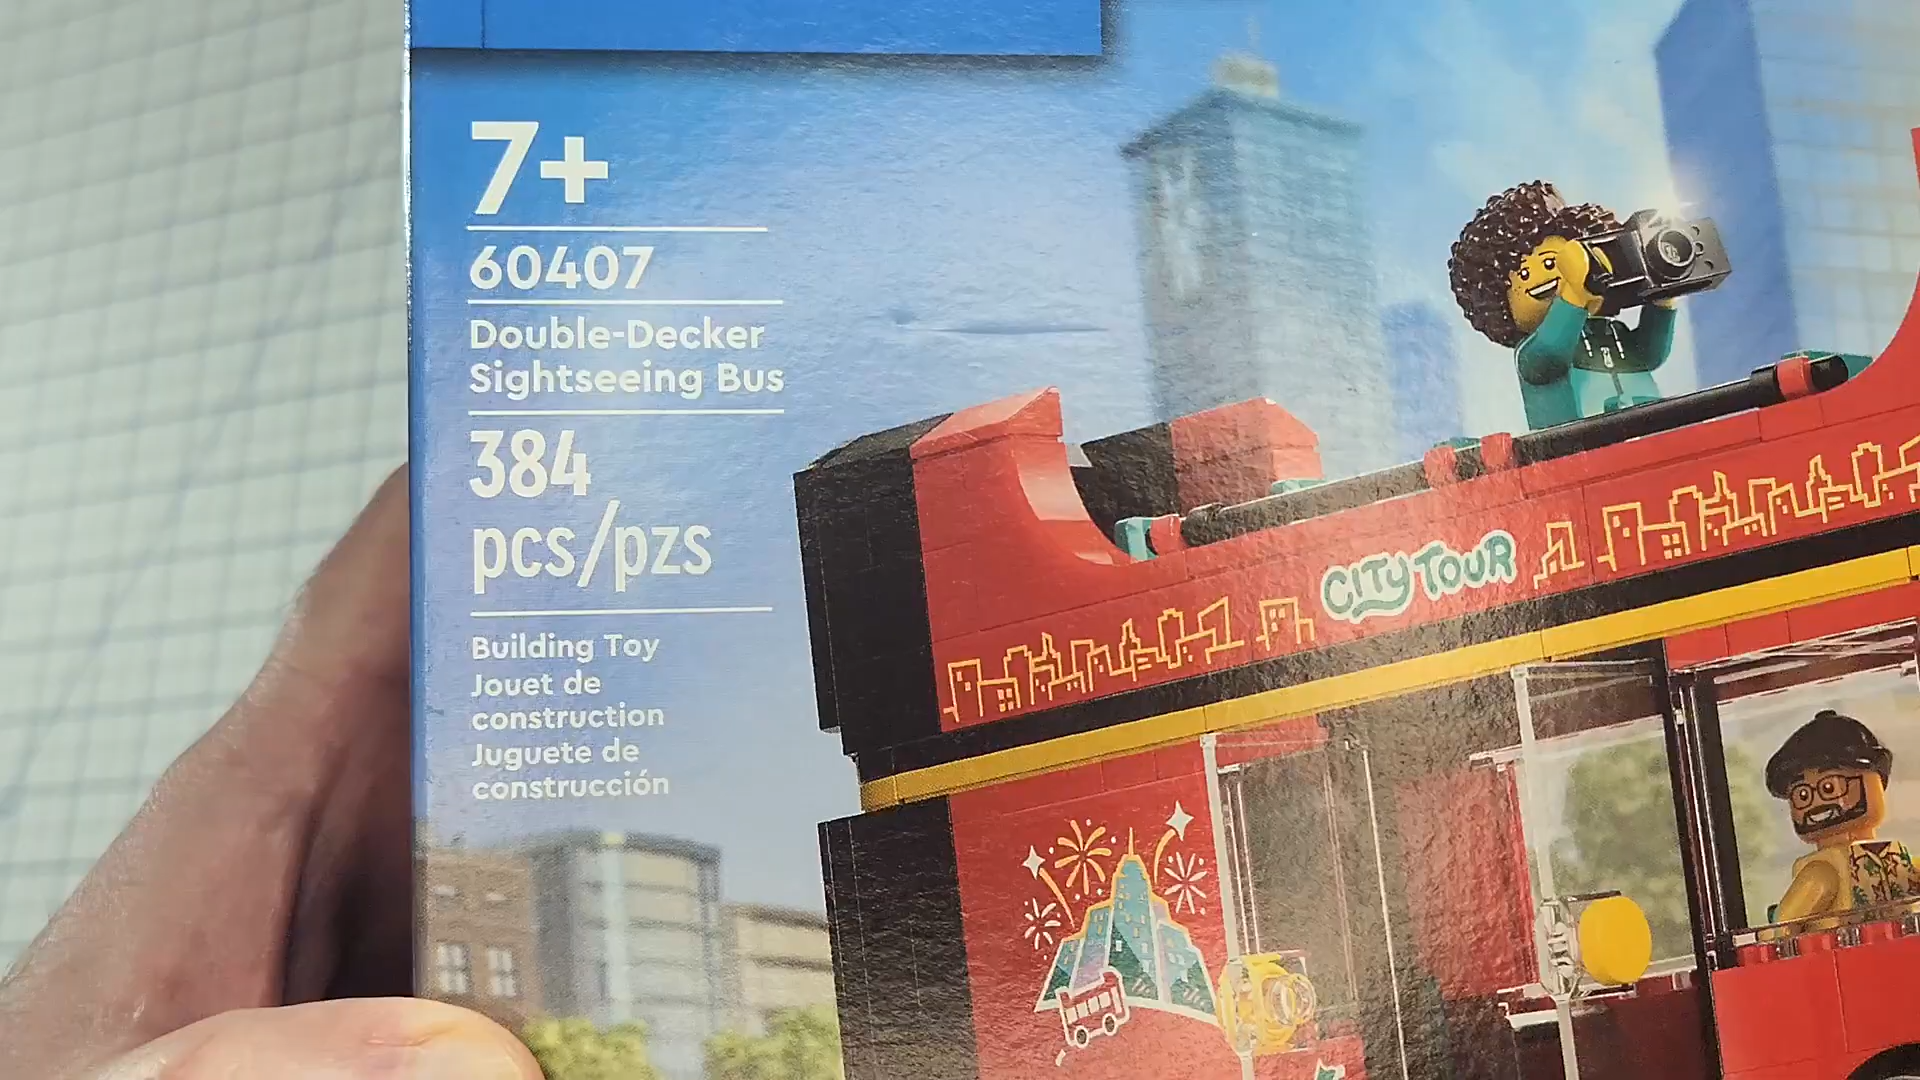 7+
60407
Double-Decker
Sightseeing Bus
384
pcs/pzs
Building Toy
Jouet de
construction
Juguete de
construcción
CITY TOUR